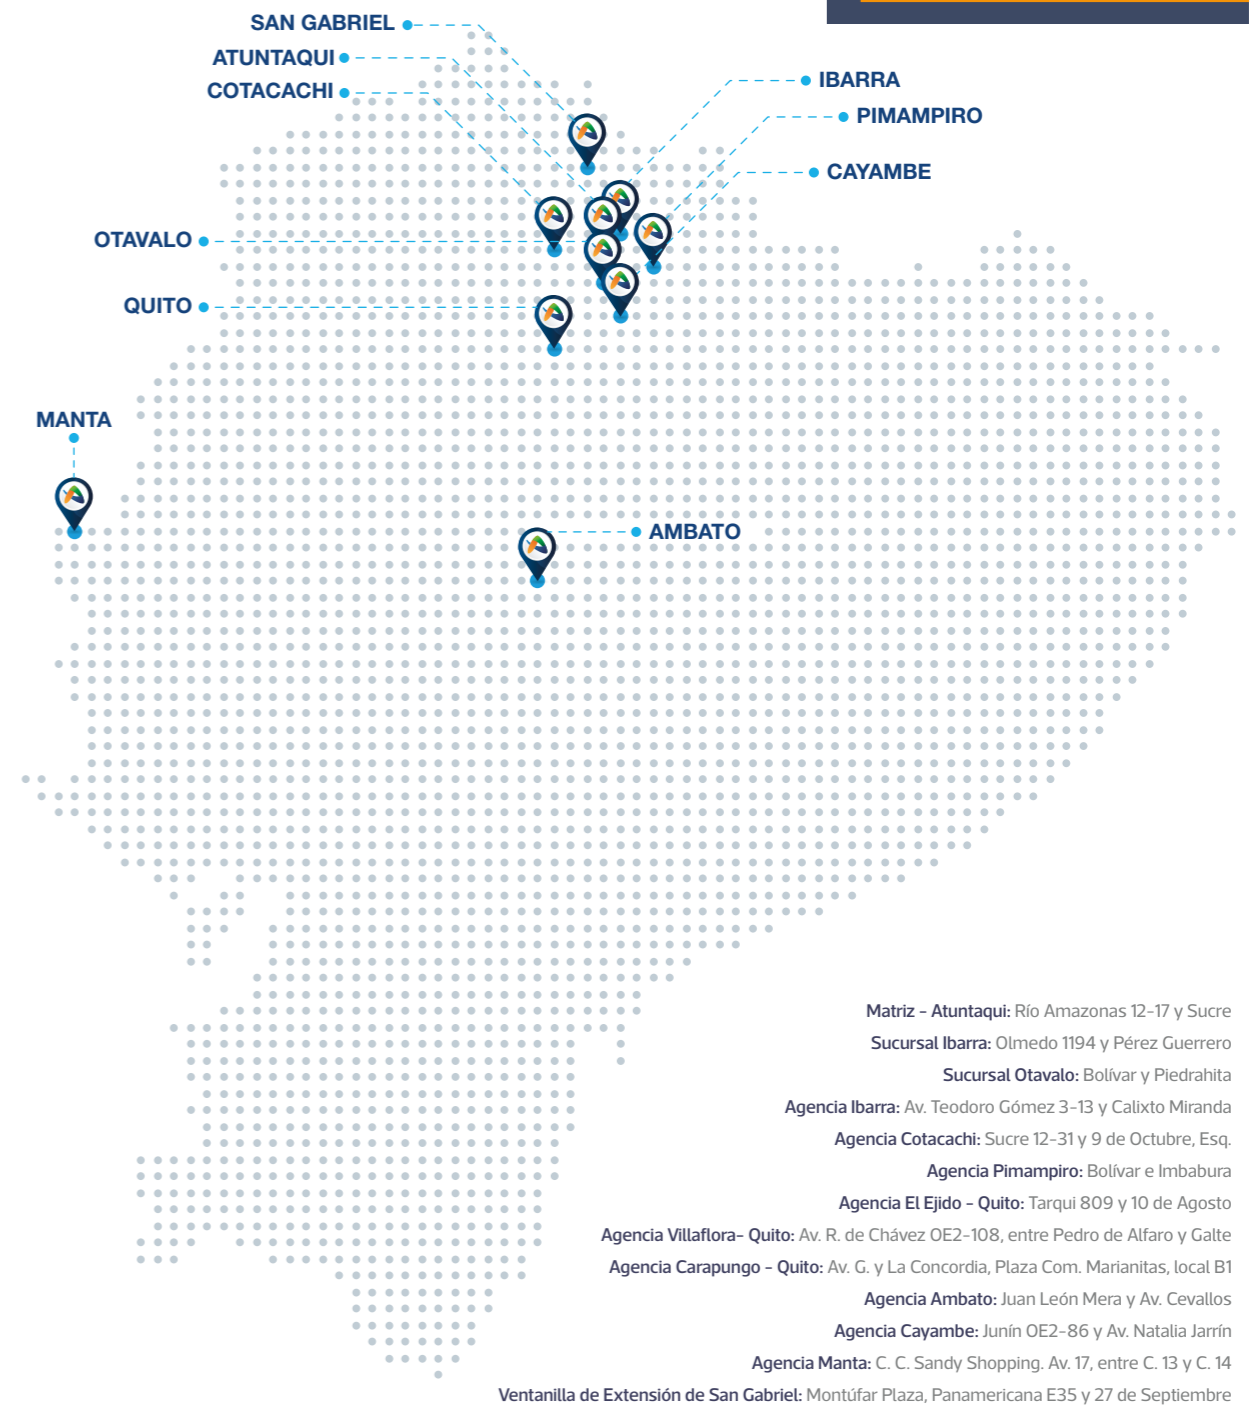 SAN GABRIEL
ATUNTAQUI
COTACACHI
IBARRA
PIMAMPIRO
CAYAMBE
OTAVALO
QUITO
MANTA
AMBATO
Matriz - Atuntaqui: Río Amazonas 12-17 y Sucre
Sucursal Ibarra: Olmedo 1194 y Pérez Guerrero
Sucursal Otavalo: Bolívar y Piedrahita
Agencia Ibarra: Av. Teodoro Gómez 3-13 y Calixto Miranda
Agencia Cotacachi: Sucre 12-31 y 9 de Octubre, Esq.
Agencia Pimampiro: Bolívar e Imbabura
Agencia El Ejido - Quito: Tarqui 809 y 10 de Agosto
Agencia Villaflora- Quito: Av. R. de Chávez OE2-108, entre Pedro de Alfaro y Galte
Agencia Carapungo - Quito: Av. G. y La Concordia, Plaza Com. Marianitas, local B1
Agencia Ambato: Juan León Mera y Av. Cevallos
Agencia Cayambe: Junín OE2-86 y Av. Natalia Jarrín
Agencia Manta: C. C. Sandy Shopping. Av. 17, entre C. 13 y C. 14
Ventanilla de Extensión de San Gabriel: Montúfar Plaza, Panamericana E35 y 27 de Septiembre